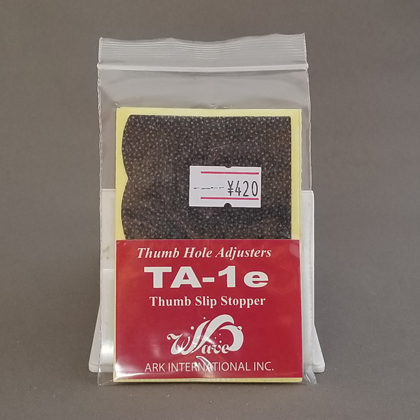 ¥420
Thumb Hole Adjusters
TA-1e
Thumb Slip Stopper
Wave
ARK INTERNATIONAL INC.